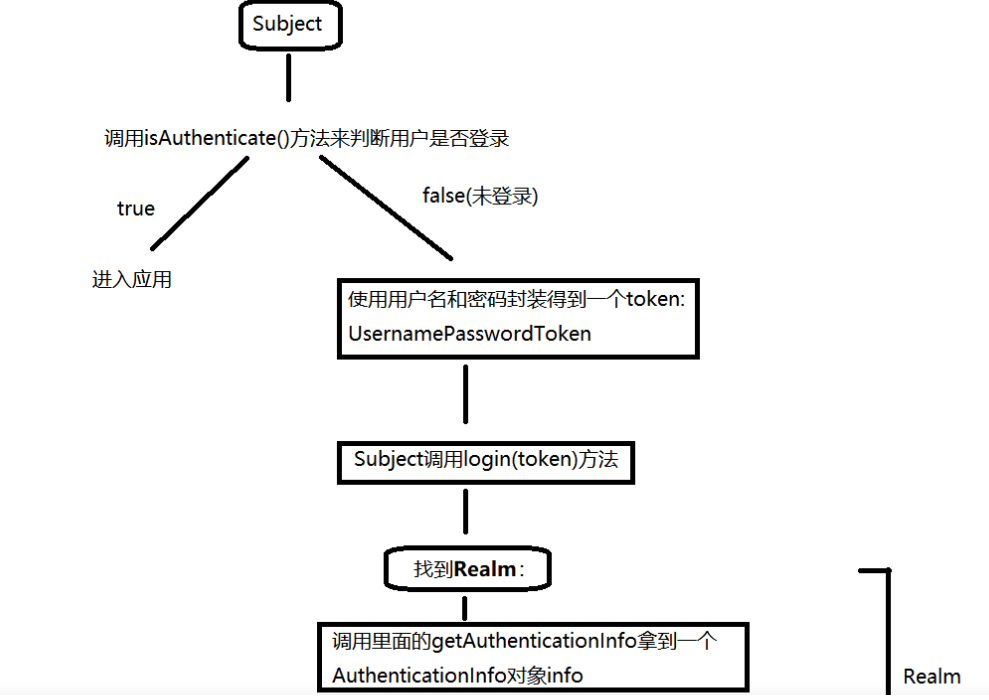 Subject
调用isAuthenticate()方法来判断用户是否登录
true
false(未登录)
进入应用
使用用户名和密码封装得到一个token:
UsernamePasswordToken
Subject调用login(token)方法
找到Realm：
调用里面的getAuthenticationInfo拿到一个
AuthenticationInfo对象info
Realm